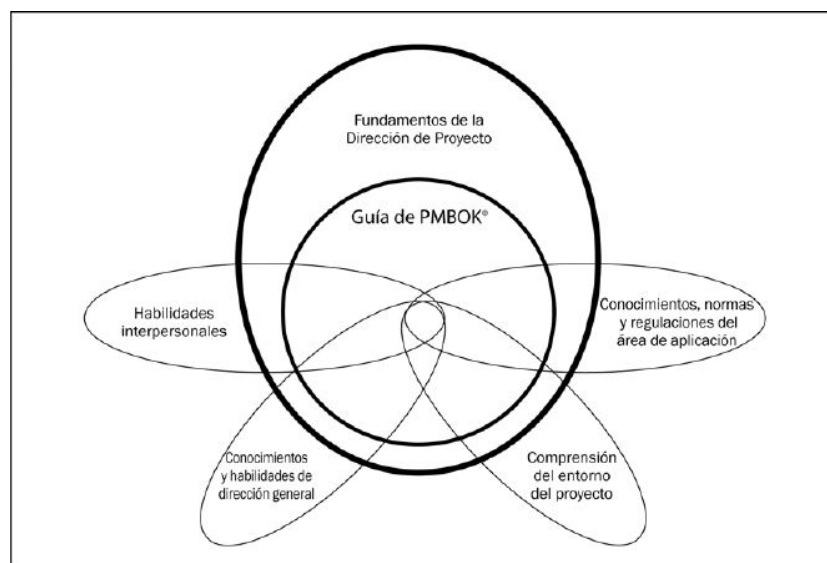 Fundamentos de la
Dirección de Proyecto
Guía de PMBOK®
Habilidades
interpersonales
Conocimientos, normas
y regulaciones del
área de aplicación
Conocimientos
y habilidades de
dirección general
Comprensión
del entorno
del proyecto